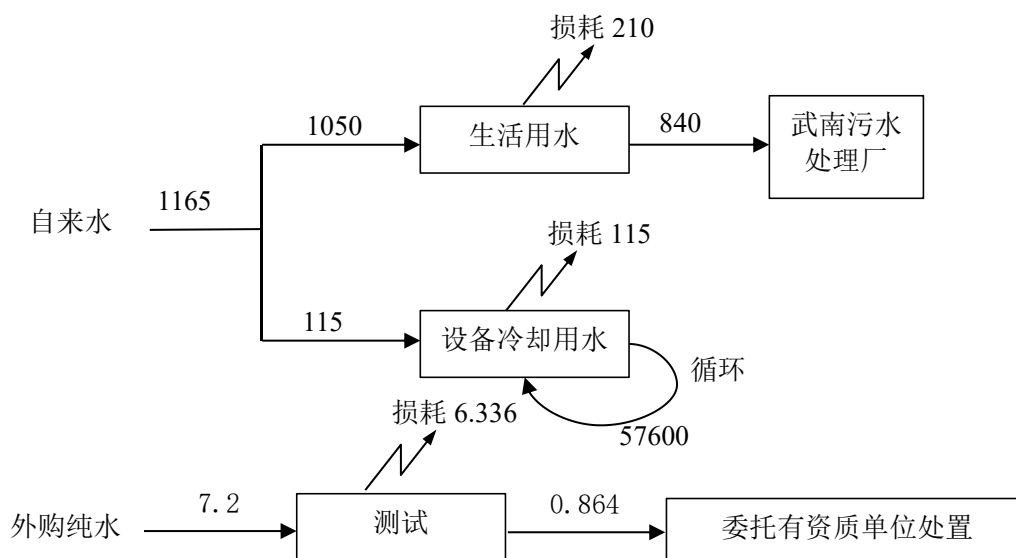 损耗 210
1050
生活用水
840
武南污水
处理厂
1165
自来水
损耗 115
115
设备冷却用水
循环
57600
损耗 6.336
外购纯水
7.2
测试
0.864
委托有资质单位处置